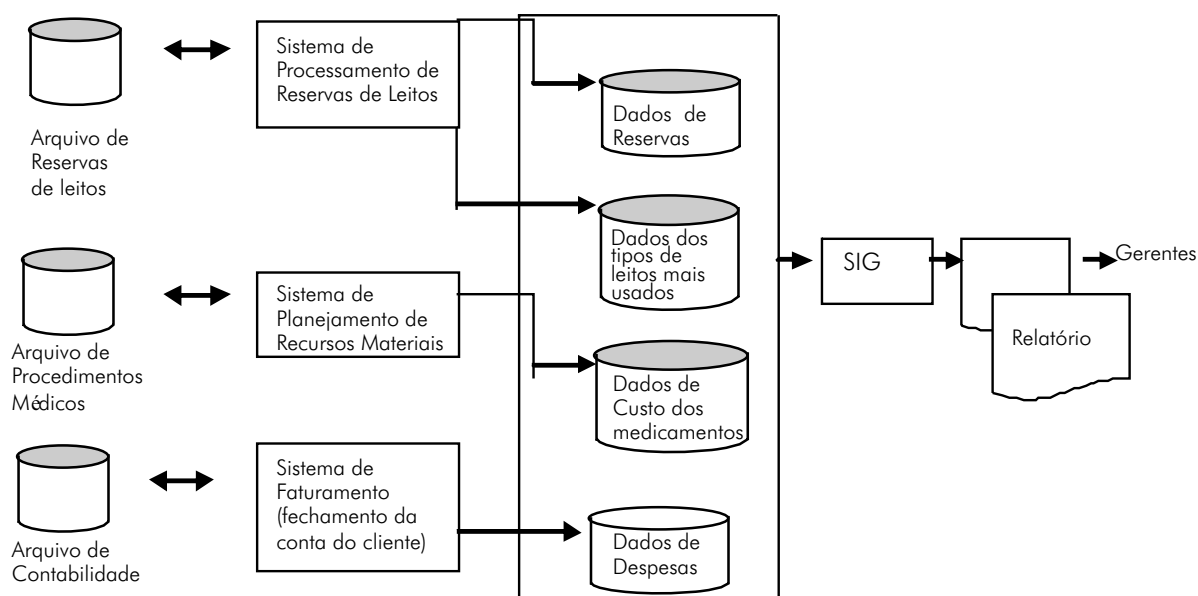 Arquivo de
Reservas
de leitos
Sistema de
Processamento de
Reservas de Leitos
Dados de
Reservas
Dados dos
tipos de
leitos mais
usados
Arquivo de
Procedimentos
Médicos
Sistema de
Planejamento de
Recursos Materiais
Dados de
Custo dos
medicamentos
Arquivo de
Contabilidade
Sistema de
Faturamento
(fechamento da
conta do cliente)
Dados de
Despesas
SIG
Relatório
Gerentes